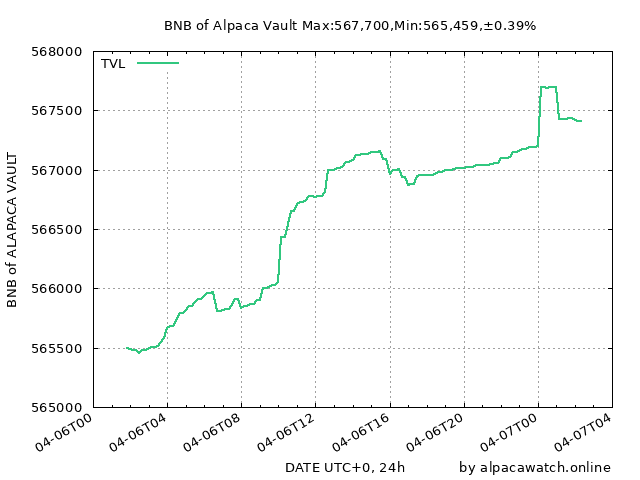 BNB of Alpaca Vault Max:567,700,Min:565,459,±0.39%
TVL
568000
567500
567000
566500
566000
565500
565000
BNB of ALAPACA VAULT
04-06T00
04-06T04
04-06T08
04-06T12
04-06T16
04-06T20
04-07T00
04-07T04
DATE UTC+0, 24h
by alpacawatch.online